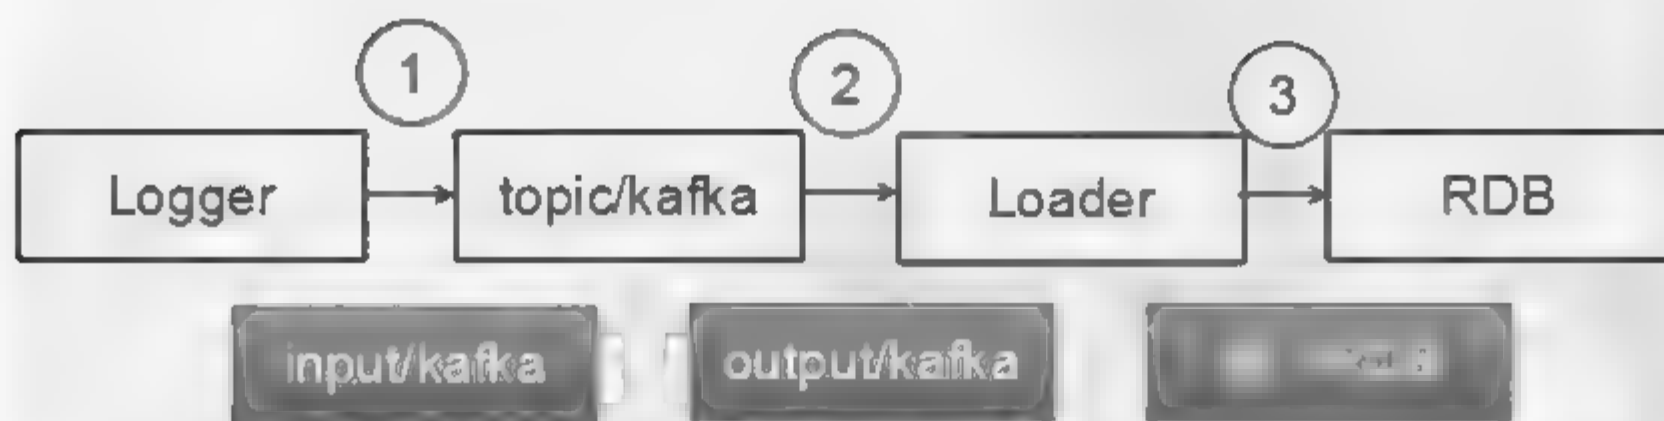 1
2
3
Logger
topic/kafka
Loader
RDB
input/kafka
output/kafka